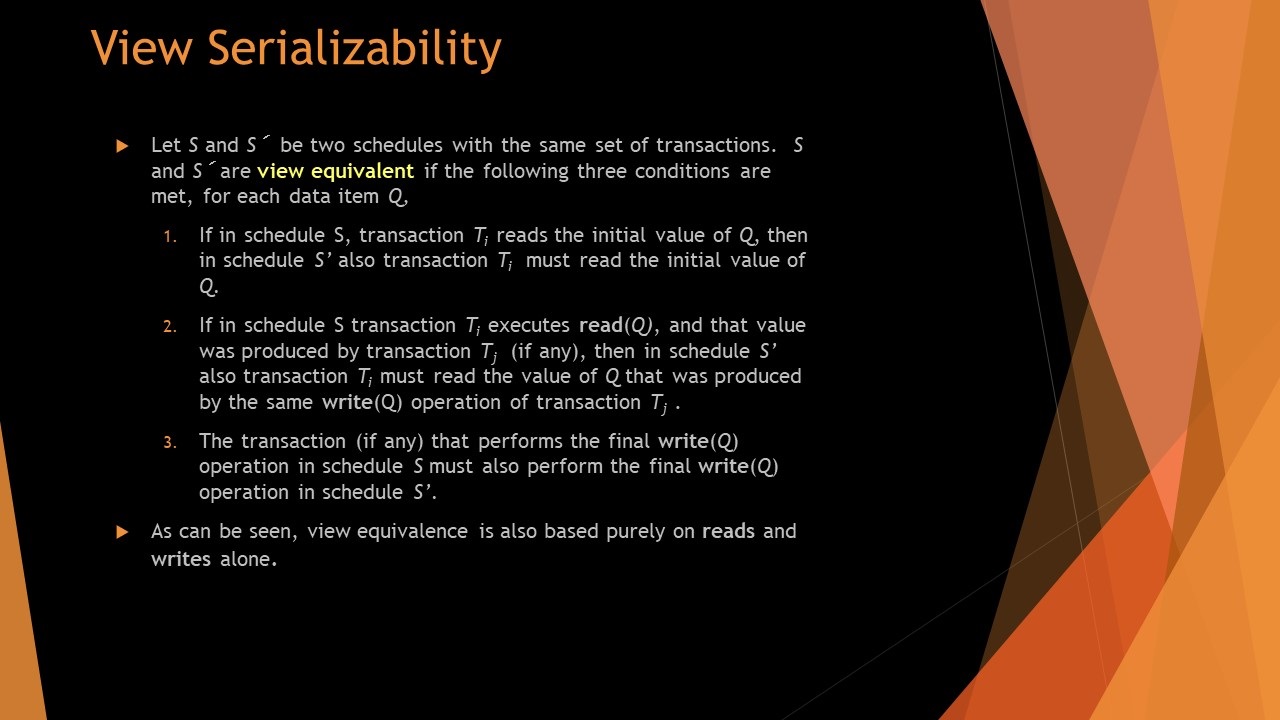 View Serializability
Let S and S´ be two schedules with the same set of transactions. S
and S´ are view equivalent if the following three conditions are
met, for each data item Q,
1. If in schedule S, transaction Ti reads the initial value of Q, then
in schedule S’ also transaction Ti must read the initial value of
Q.
2. If in schedule S transaction Ti executes read(Q), and that value
was produced by transaction Tj (if any), then in schedule S’
also transaction Ti must read the value of Q that was produced
by the same write(Q) operation of transaction Tj .
3. The transaction (if any) that performs the final write(Q)
operation in schedule S must also perform the final write(Q)
operation in schedule S’.
As can be seen, view equivalence is also based purely on reads and
writes alone.